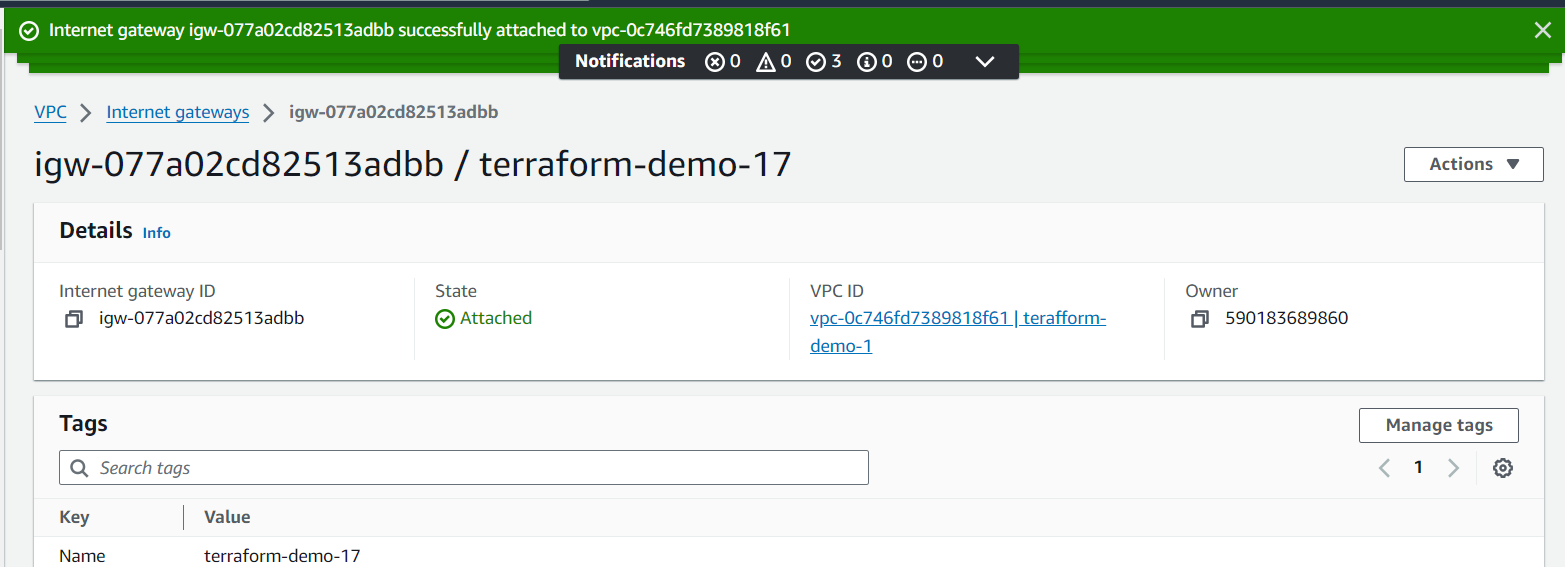 Internet gateway igw-077a02cd82513adbb successfully attached to vpc-0c746fd7389818f61
Notifications 0 0 3 0 0
VPC Internet gateways igw-077a02cd82513adbb
igw-077a02cd82513adbb / terraform-demo-17
Actions
Details Info
Internet gateway ID
igw-077a02cd82513adbb
State
Attached
VPC ID
vpc-0c746fd7389818f61 | terafform-
demo-1
Owner
590183689860
Tags
Manage tags
Search tags
1
Key Value
Name terraform-demo-17